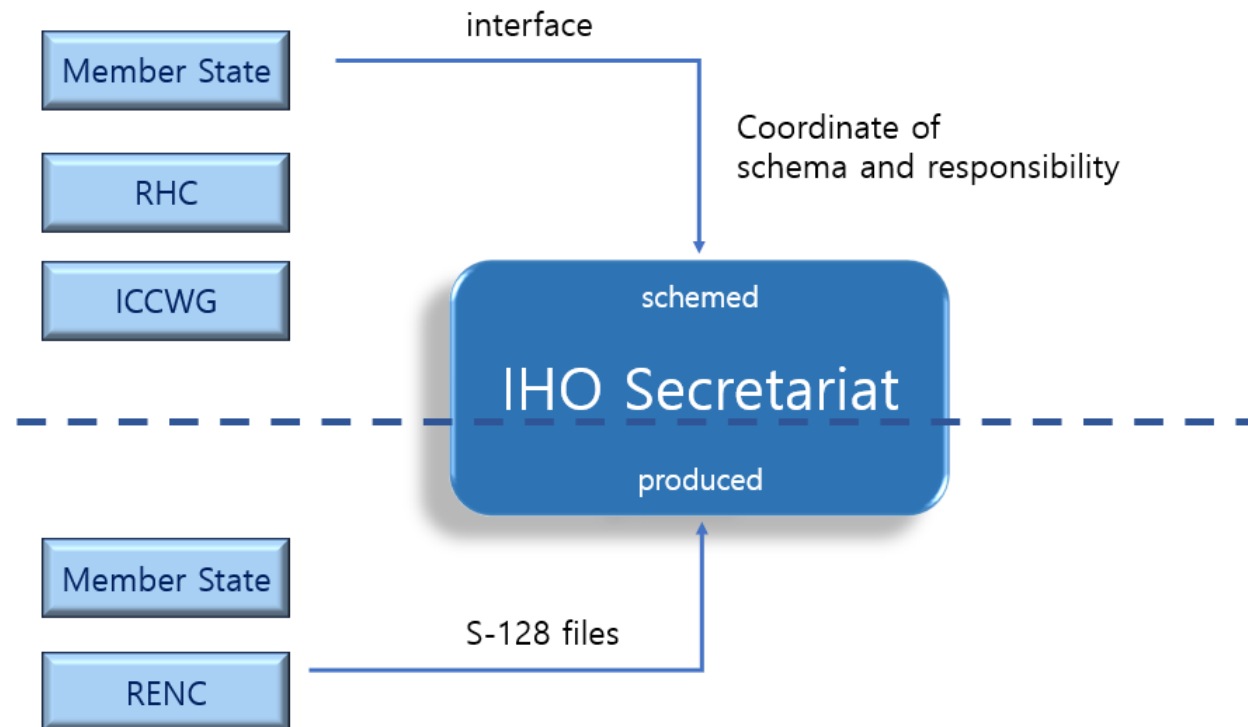 interface
Member State
Coordinate of
schema and responsibility
RHC
ICCWG
schemed
IHO Secretariat
produced
Member State
S-128 files
RENC